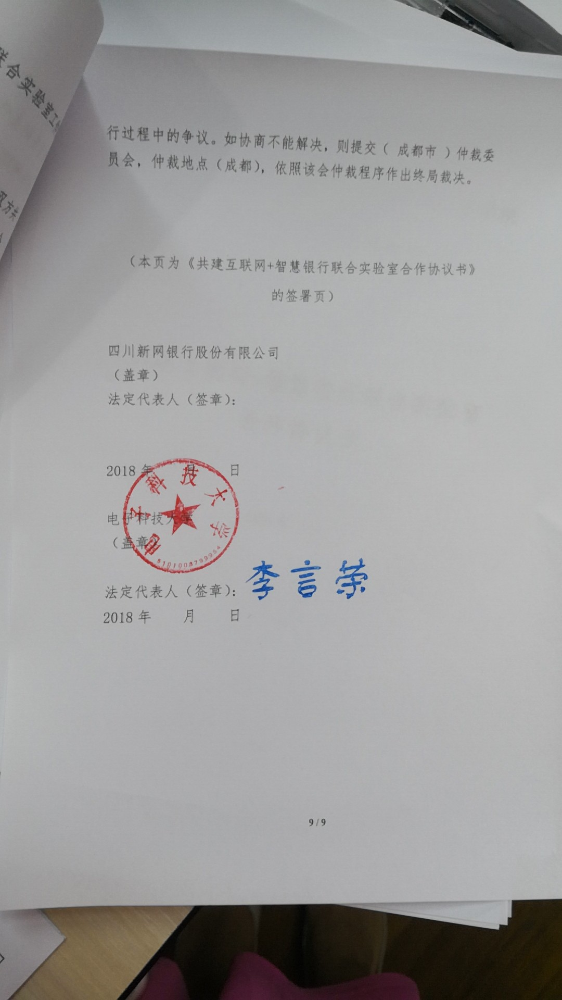 联合实验室工
双方关
行过程中的争议。如协商不能解决，则提交（ 成都市 ）仲裁委
员会，仲裁地点（成都），依照该会仲裁程序作出终局裁决。
（本页为《共建互联网+智慧银行联合实验室合作协议书》
的签署页）
四川新网银行股份有限公司
（盖章）
法定代表人（签章）：
2018 年 月 日
电子科技大学
（盖章）
电子科技大学
5101008799954
法定代表人（签章）：李言荣
2018 年 月 日
9 / 9